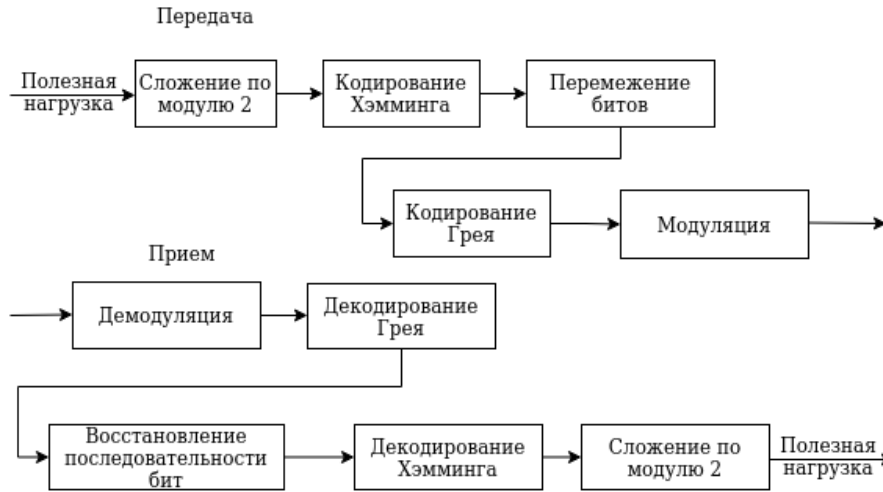 Передача
Полезная
нагрузка
Сложение по
модулю 2
Кодирование
Хэмминга
Перемежение
битов
Кодирование
Грея
Модуляция
Прием
Демодуляция
Декодирование
Грея
Восстановление
последовательности
бит
Декодирование
Хэмминга
Сложение по
модулю 2
Полезная
нагрузка